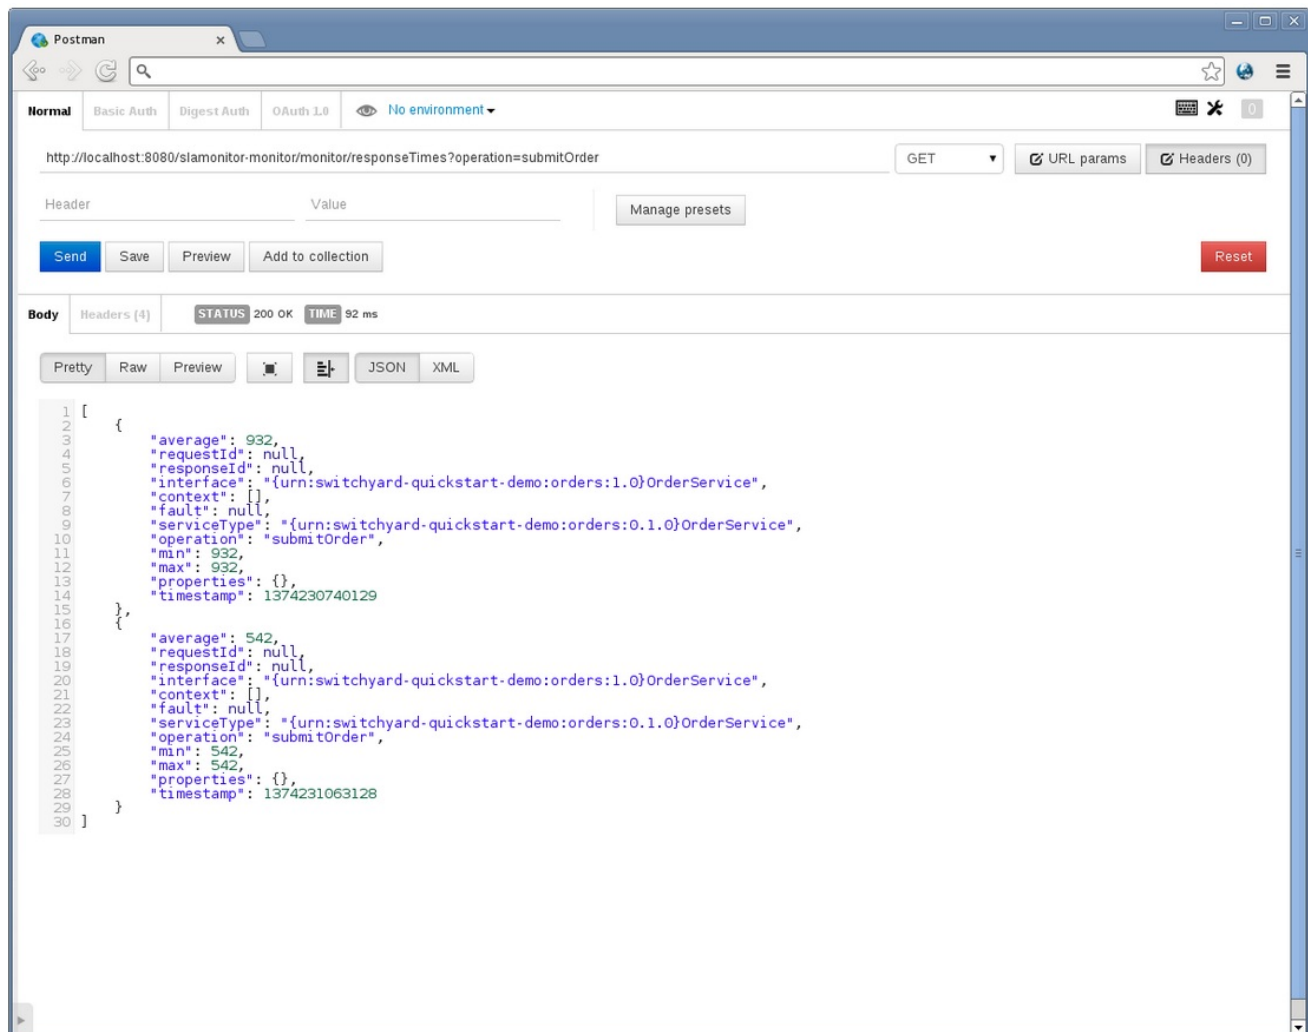 Postman
Normal Basic Auth Digest Auth OAuth 1.0 No environment 0
http://localhost:8080/slamonitor-monitor/monitor/responseTimes?operation=submitOrder GET URL params Headers (0)
Header Value Manage presets
Send Save Preview Add to collection Reset
Body Headers (4) STATUS 200 OK TIME 92 ms
Pretty Raw Preview JSON XML
1 [
2 {
3 "average": 932,
4 "requestId": null,
5 "responseId": null,
6 "interface": "{urn:switchyard-quickstart-demo:orders:1.0}OrderService",
7 "context": [],
8 "fault": null,
9 "serviceType": "{urn:switchyard-quickstart-demo:orders:0.1.0}OrderService",
10 "operation": "submitOrder",
11 "min": 932,
12 "max": 932,
13 "properties": {},
14 "timestamp": 1374230740129
15 },
16 {
17 "average": 542,
18 "requestId": null,
19 "responseId": null,
20 "interface": "{urn:switchyard-quickstart-demo:orders:1.0}OrderService",
21 "context": [],
22 "fault": null,
23 "serviceType": "{urn:switchyard-quickstart-demo:orders:0.1.0}OrderService",
24 "operation": "submitOrder",
25 "min": 542,
26 "max": 542,
27 "properties": {},
28 "timestamp": 1374231063128
29 }
30 ]